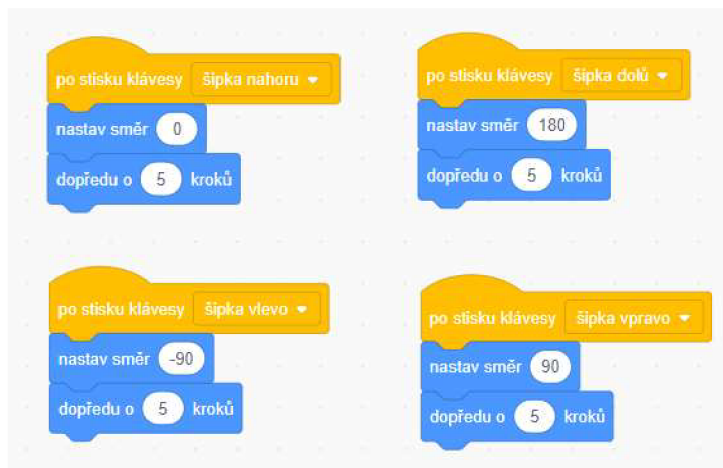 po stisku klávesy šipka nahoru
nastav směr 0
dopředu o 5 kroků
po stisku klávesy šipka dolů
nastav směr 180
dopředu o 5 kroků
po stisku klávesy šipka vlevo
nastav směr -90
dopředu o 5 kroků
po stisku klávesy šipka vpravo
nastav směr 90
dopředu o 5 kroků